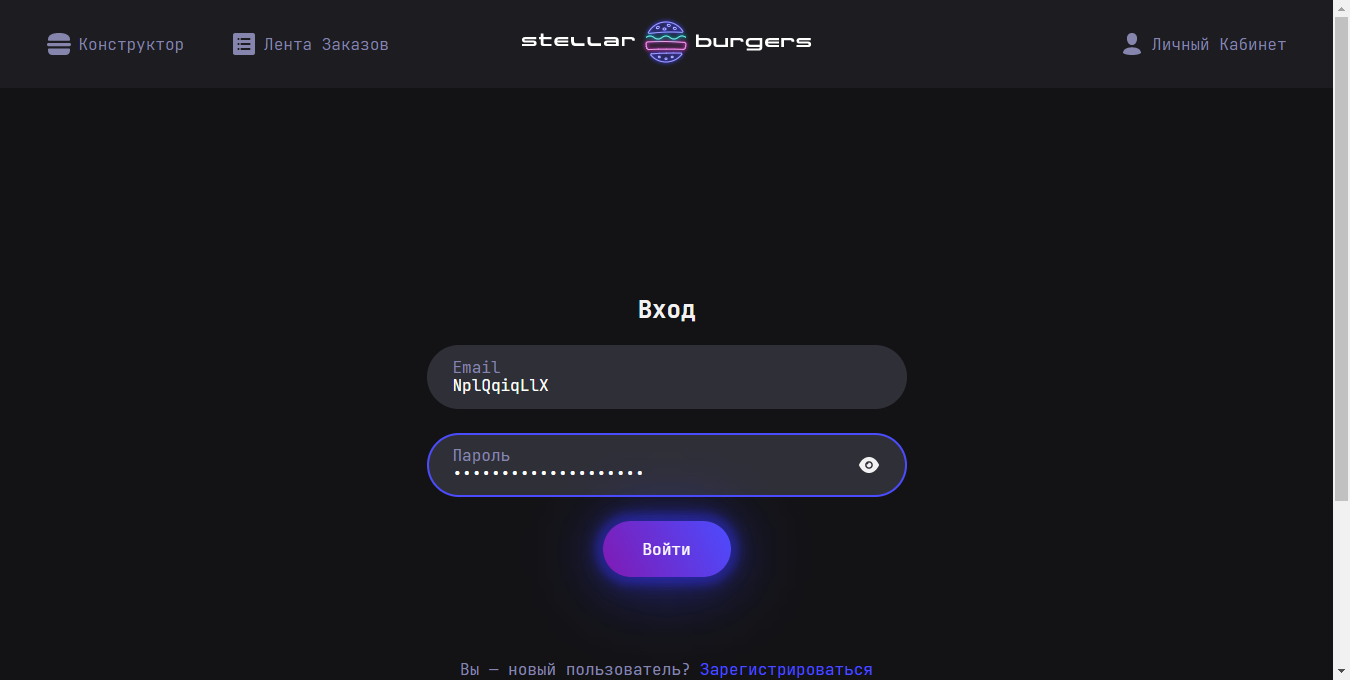 Конструктор
Лента Заказов
stellar burgers
Личный Кабинет
Вход
Email
NplQqiqLlX
Пароль
••••••••••••••••••••
Войти
Вы — новый пользователь? Зарегистрироваться